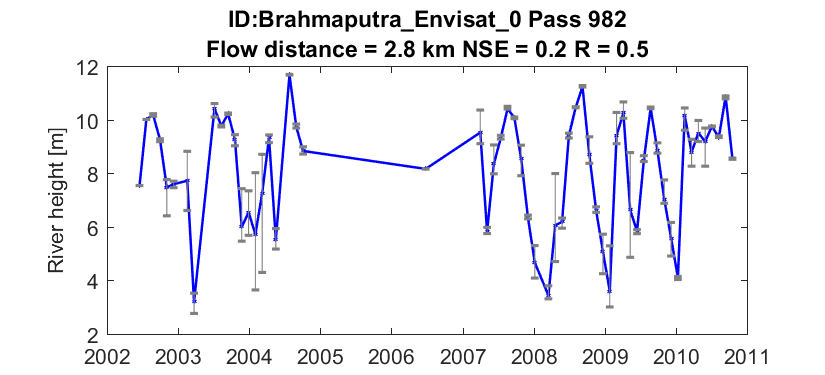 ID:Brahmaputra_Envisat_0 Pass 982
Flow distance = 2.8 km NSE = 0.2 R = 0.5
12
10
8
6
4
2
River height [m]
2002 2003 2004 2005 2006 2007 2008 2009 2010 2011